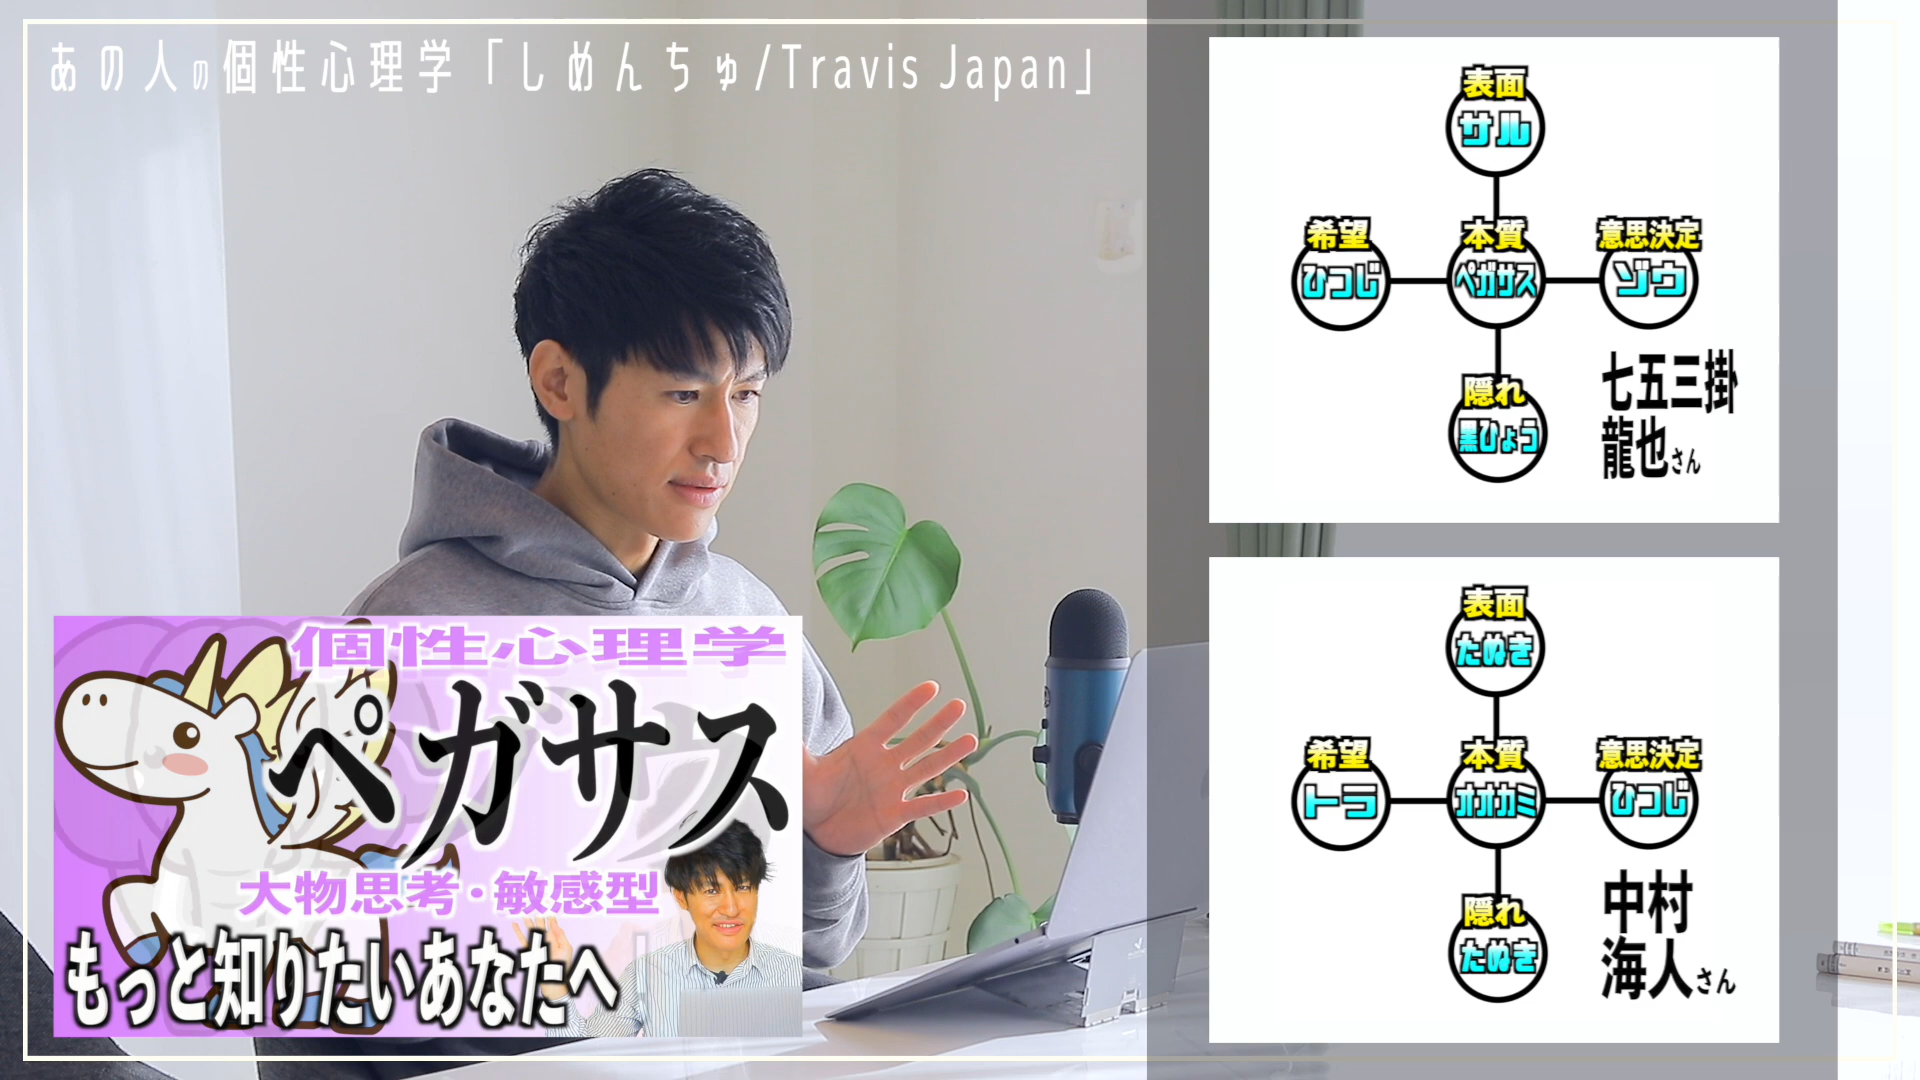 あの人の個性心理学「しめんちゅ/Travis Japan」
表面
サル
希望
ひつじ
本質
ペガサス
意思決定
ゾウ
隠れ
黒ひょう
七五三掛
龍也さん
表面
たぬき
希望
トラ
本質
オオカミ
意思決定
ひつじ
隠れ
たぬき
中村
海人さん
個性心理学
ペガサス
大物思考・敏感型
もっと知りたいあなたへ